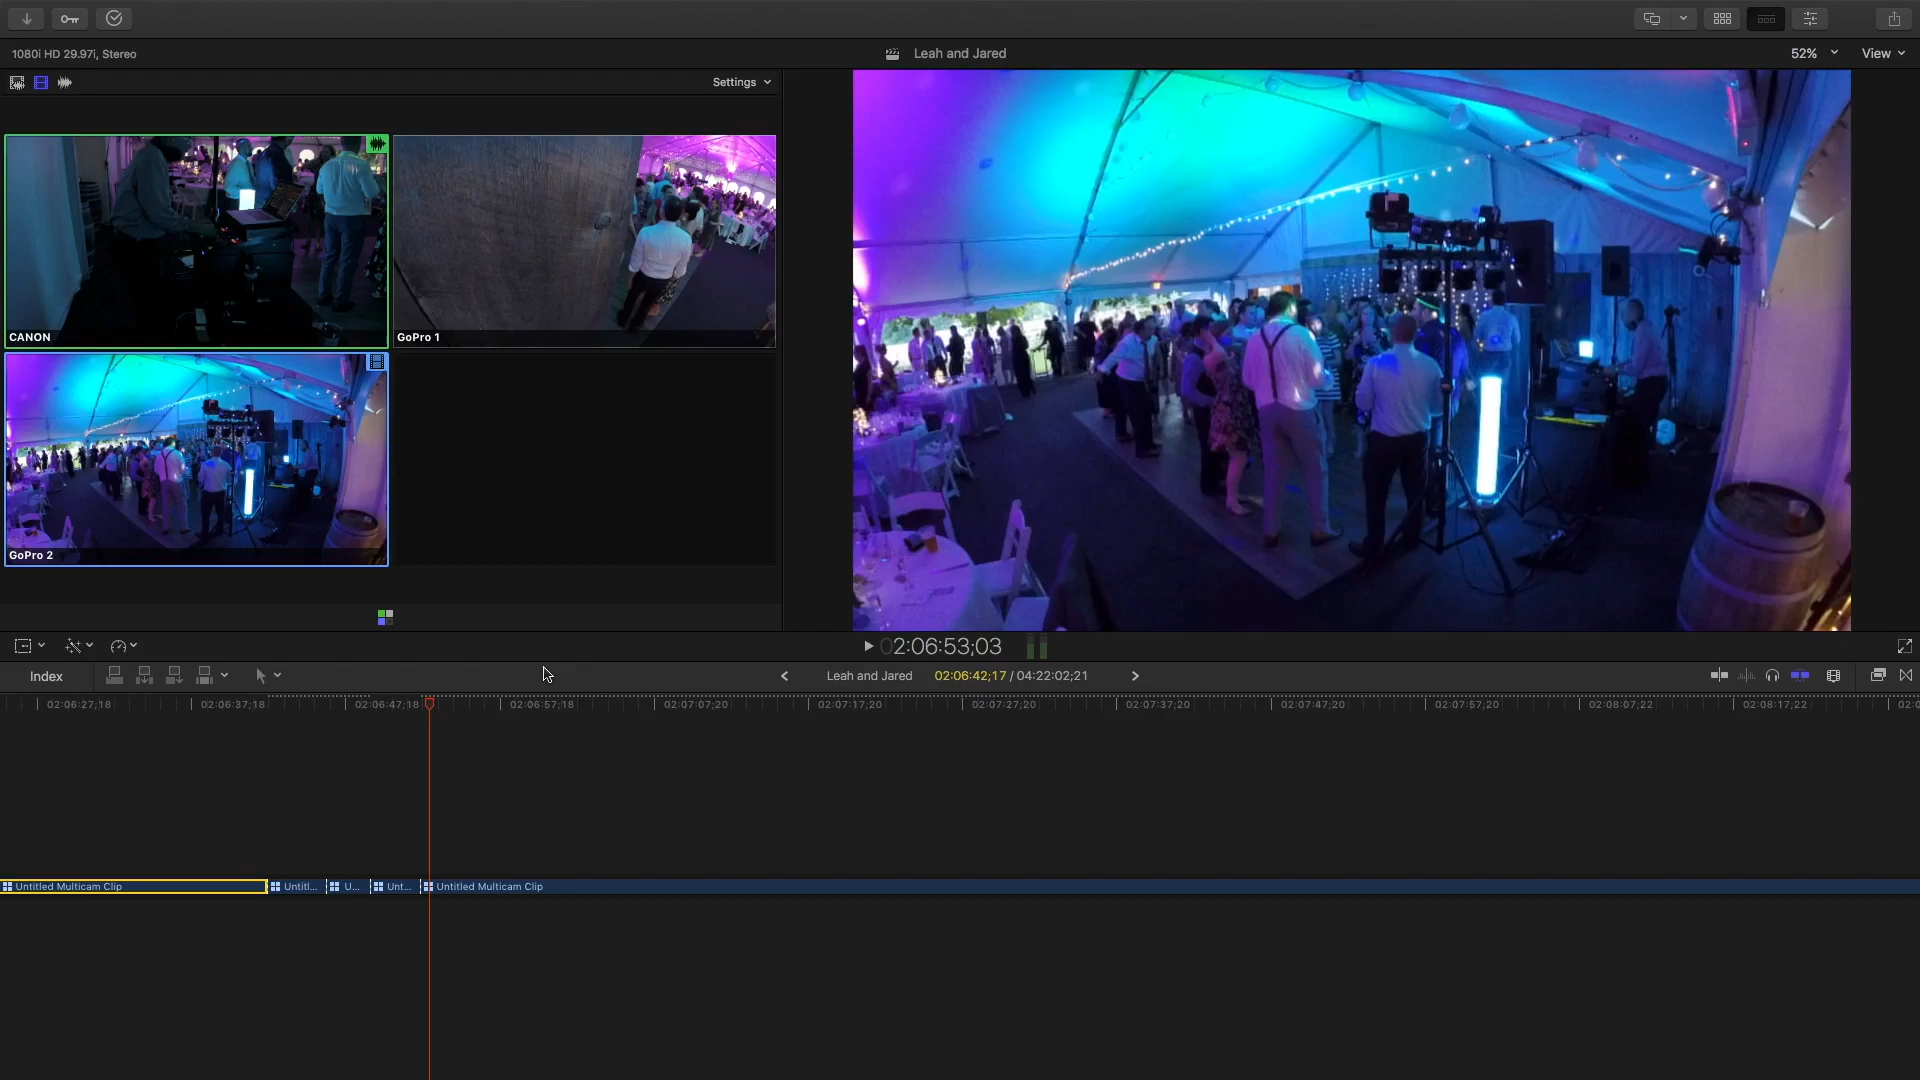 1080i HD 29.97i, Stereo
Leah and Jared
52%
View
Settings
CANON
GoPro 1
GoPro 2
02:06:53;03
Index
Leah and Jared
02:06:42;17 / 04:22:02;21
02:06:27;18
02:06:37;18
02:06:47;18
02:06:57;18
02:07:07;20
02:07:17;20
02:07:27;20
02:07:37;20
02:07:47;20
02:07:57;20
02:08:07;22
02:08:17;22
02:0
Untitled Multicam Clip
Untitl...
U...
Unt...
Untitled Multicam Clip